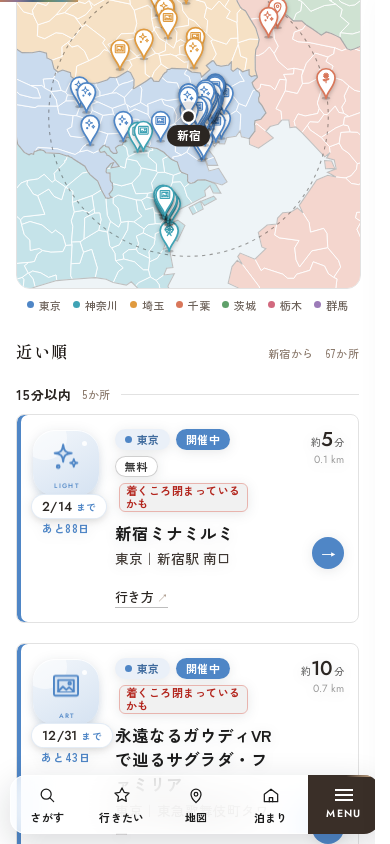 新宿
東京 神奈川 埼玉 千葉 茨城 栃木 群馬
近い順
新宿から 67か所
15分以内 5か所
東京 開催中
約5分
0.1 km
無料
着くころ閉まっている
かも
LIGHT
2/14 まで
あと88日
新宿ミナミルミ
東京｜新宿駅 南口
→
行き方 ↗
東京 開催中
約10分
0.7 km
着くころ閉まっている
かも
ART
12/31 まで
あと43日
永遠なるガウディVR
で辿るサグラダ・フ
ァミリア
さがす
行きたい
地図
泊まり
MENU